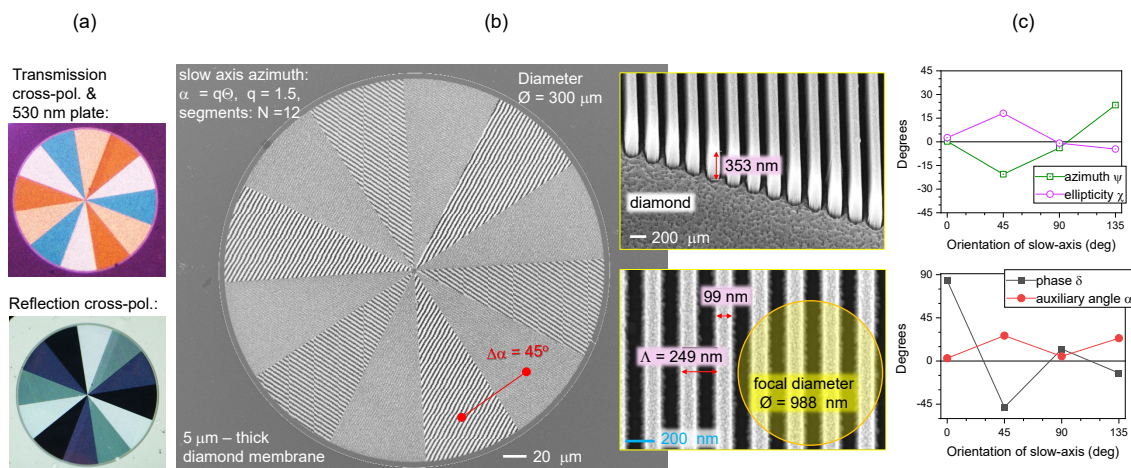 (a)
(b)
(c)
Transmission
cross-pol. &
530 nm plate:
Reflection cross-pol.:
slow axis azimuth:
α = qΘ, q = 1.5,
segments: N =12
Diameter
Ø = 300 μm
Δα = 45º
5 μm – thick
diamond membrane
20 μm
353 nm
diamond
200 μm
99 nm
Λ = 249 nm
focal diameter
Ø = 988 nm
200 nm
45
30
15
0
-15
-30
-45
Degrees
azimuth ψ
ellipticity χ
0 45 90 135
Orientation of slow-axis (deg)
90
45
0
-45
Degrees
phase δ
auxiliary angle α
0 45 90 135
Orientation of slow-axis (deg)